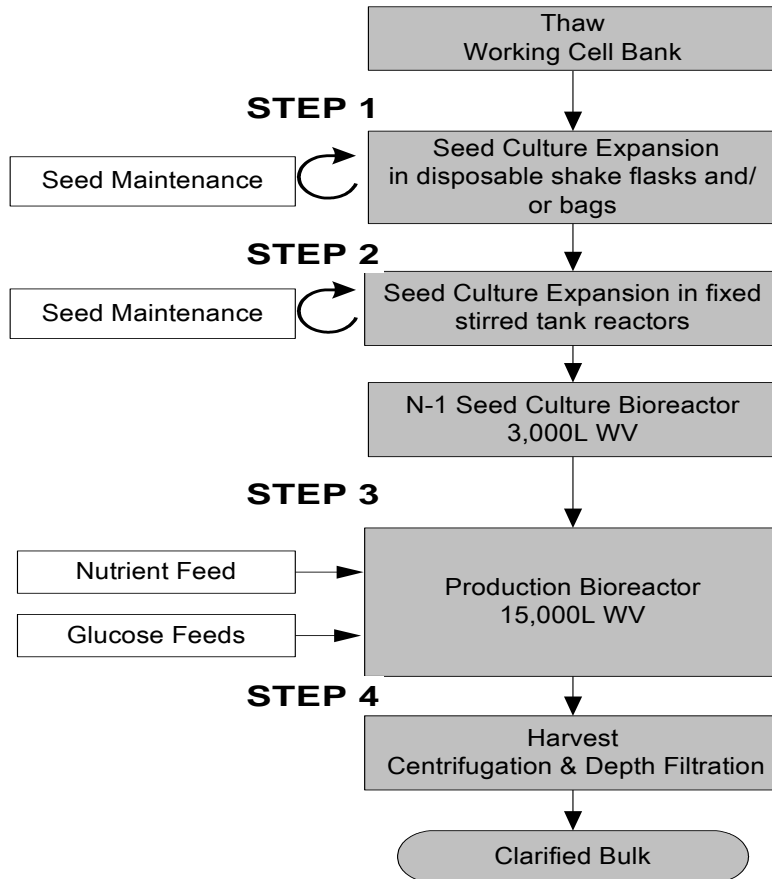 Thaw
Working Cell Bank
STEP 1
Seed Maintenance
Seed Culture Expansion
in disposable shake flasks and/
or bags
STEP 2
Seed Maintenance
Seed Culture Expansion in fixed
stirred tank reactors
N-1 Seed Culture Bioreactor
3,000L WV
STEP 3
Nutrient Feed
Glucose Feeds
Production Bioreactor
15,000L WV
STEP 4
Harvest
Centrifugation & Depth Filtration
Clarified Bulk